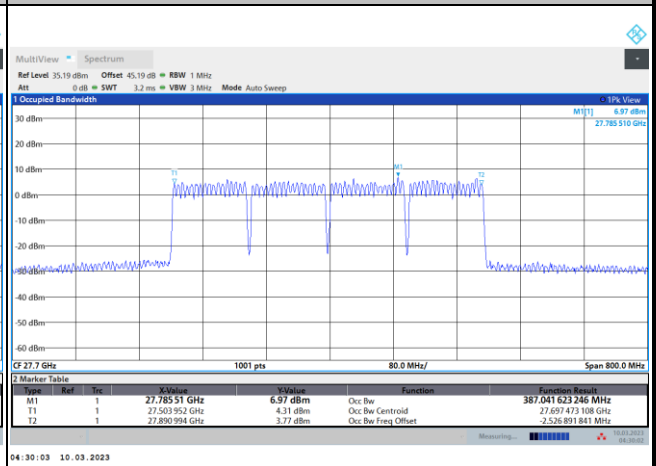 MultiView Spectrum
Ref Level 35.19 dBm Offset 45.19 dB RBW 1 MHz
Att 0 dB SWT 3.2 ms VBW 3 MHz Mode Auto Sweep
1 Occupied Bandwidth 1Pk View
M1[1] 6.97 dBm
27.785 510 GHz
30 dBm
20 dBm
10 dBm
M1
T1
T2
0 dBm
-10 dBm
-20 dBm
-30 dBm
-40 dBm
-50 dBm
-60 dBm
CF 27.7 GHz 1001 pts 80.0 MHz/ Span 800.0 MHz
2 Marker Table
Type Ref Trc X-Value Y-Value Function Function Result
M1 1 27.785 51 GHz 6.97 dBm Occ Bw 387.041 623 246 MHz
T1 1 27.503 952 GHz 4.31 dBm Occ Bw Centroid 27.697 473 108 GHz
T2 1 27.890 994 GHz 3.77 dBm Occ Bw Freq Offset -2.526 891 841 MHz
Measuring... 10.03.2023
04:30:02
04:30:03 10.03.2023